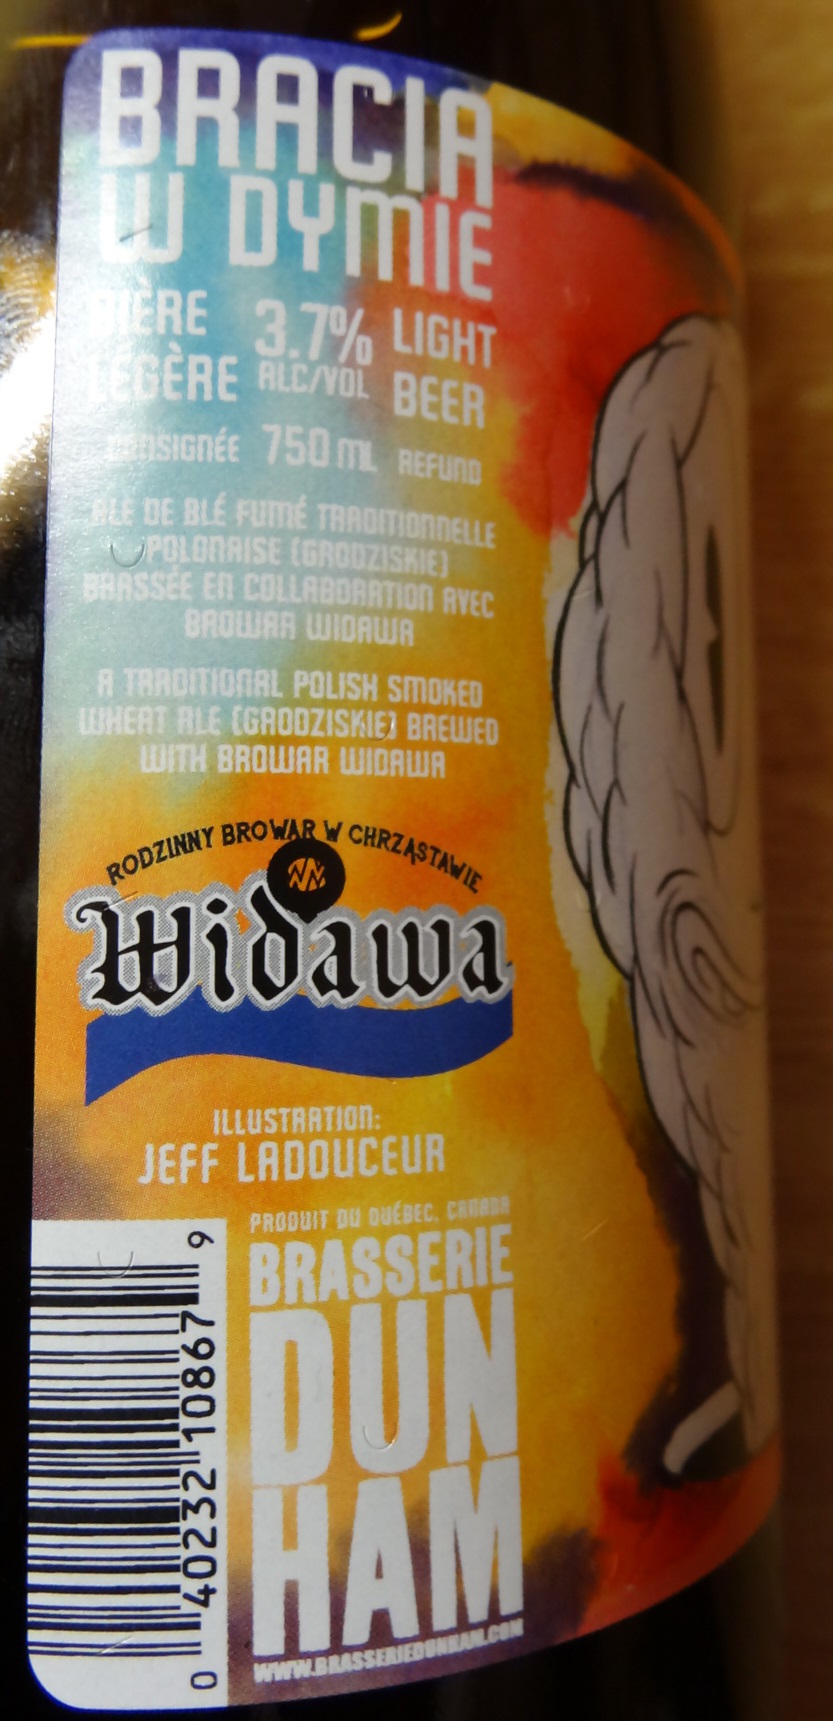 BRACIA
W DYMIE
BIÈRE 3.7% LIGHT
LÉGÈRE ALC/VOL BEER
CONSIGNÉE 750 mL REFUND
ALE DE BLÉ FUMÉ TRADITIONNELLE
POLONAISE (GRODZISKIE)
BRASSÉE EN COLLABORATION AVEC
BROWAR WIDAWA
A TRADITIONAL POLISH SMOKED
WHEAT ALE (GRODZISKIE) BREWED
WITH BROWAR WIDAWA
RODZINNY BROWAR W CHRZĄSTAWIE
Widawa
ILLUSTRATION:
JEFF LADOUCEUR
PRODUIT DU QUÉBEC, CANADA
BRASSERIE
DUN
HAM
WWW.BRASSERIEDUNHAM.COM
0 40232 10867 9